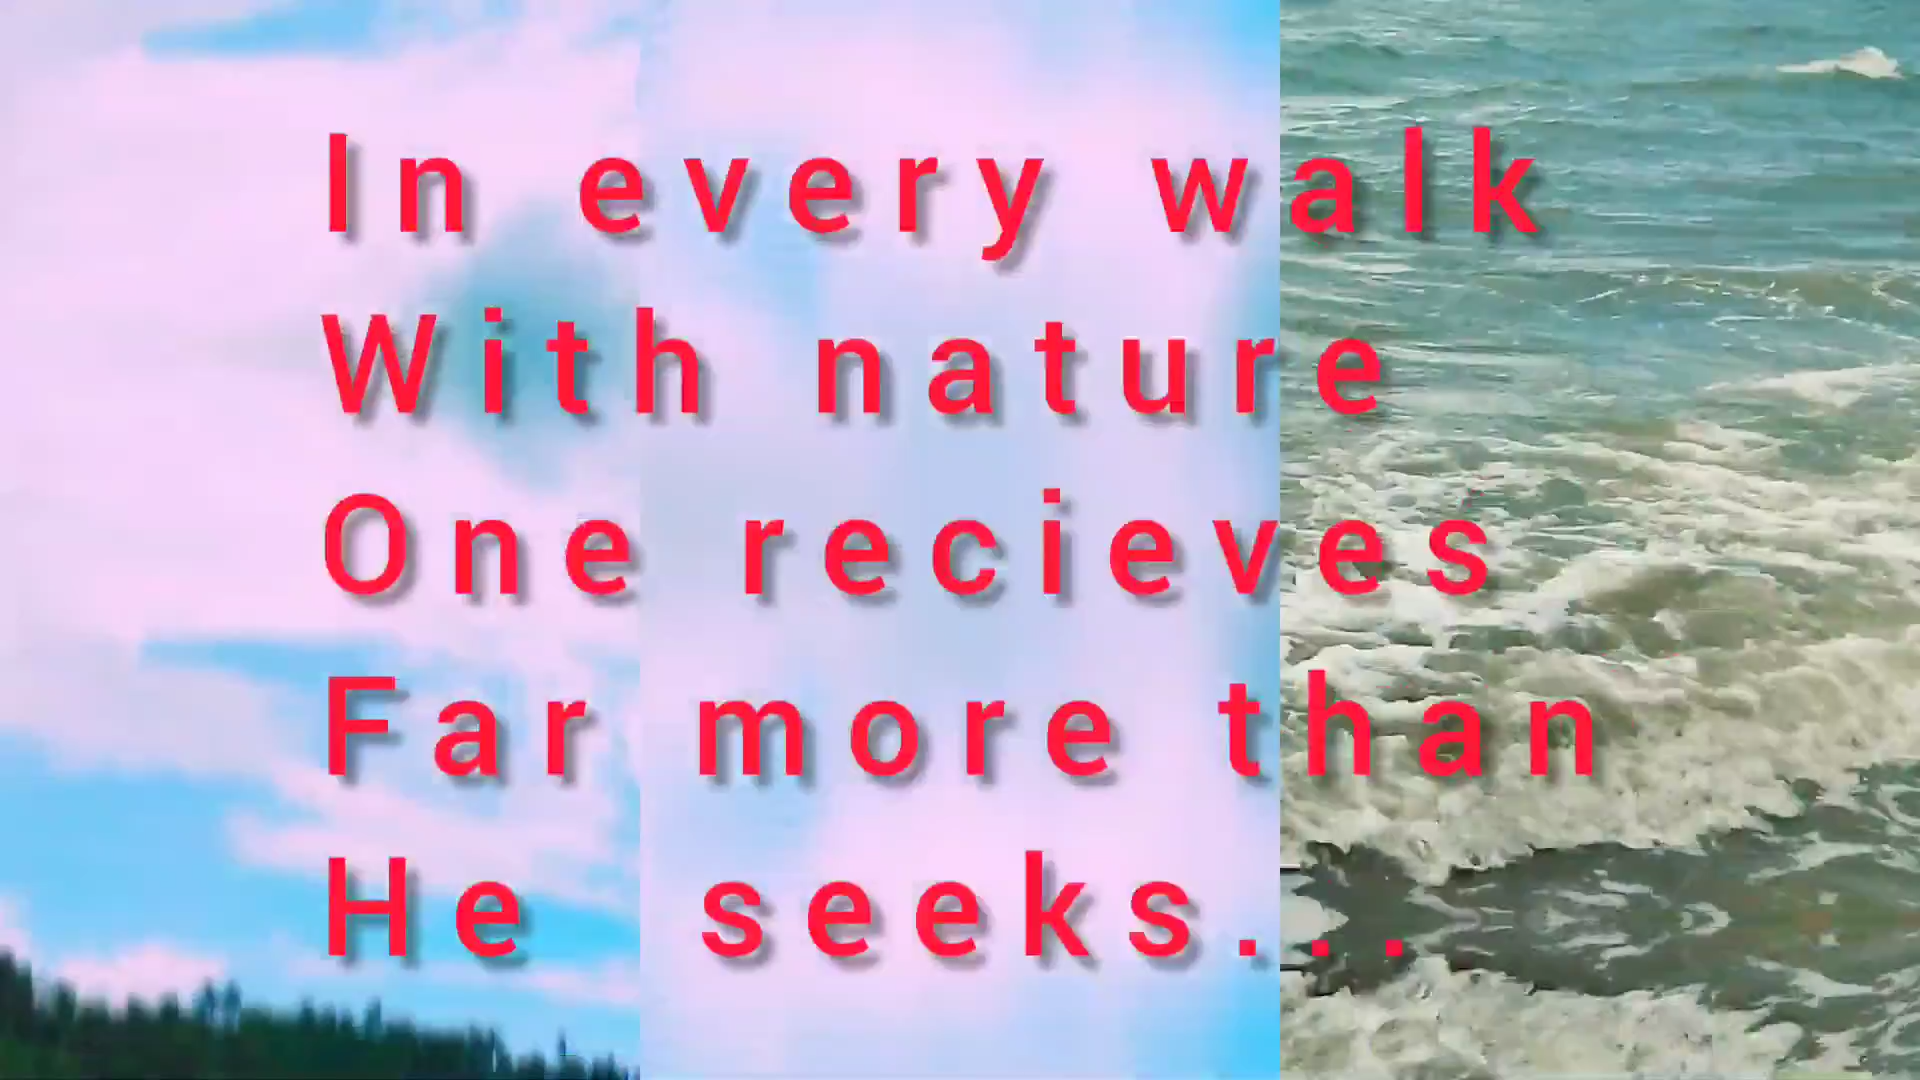 In every walk
With nature
One recieves
Far more than
He seeks...